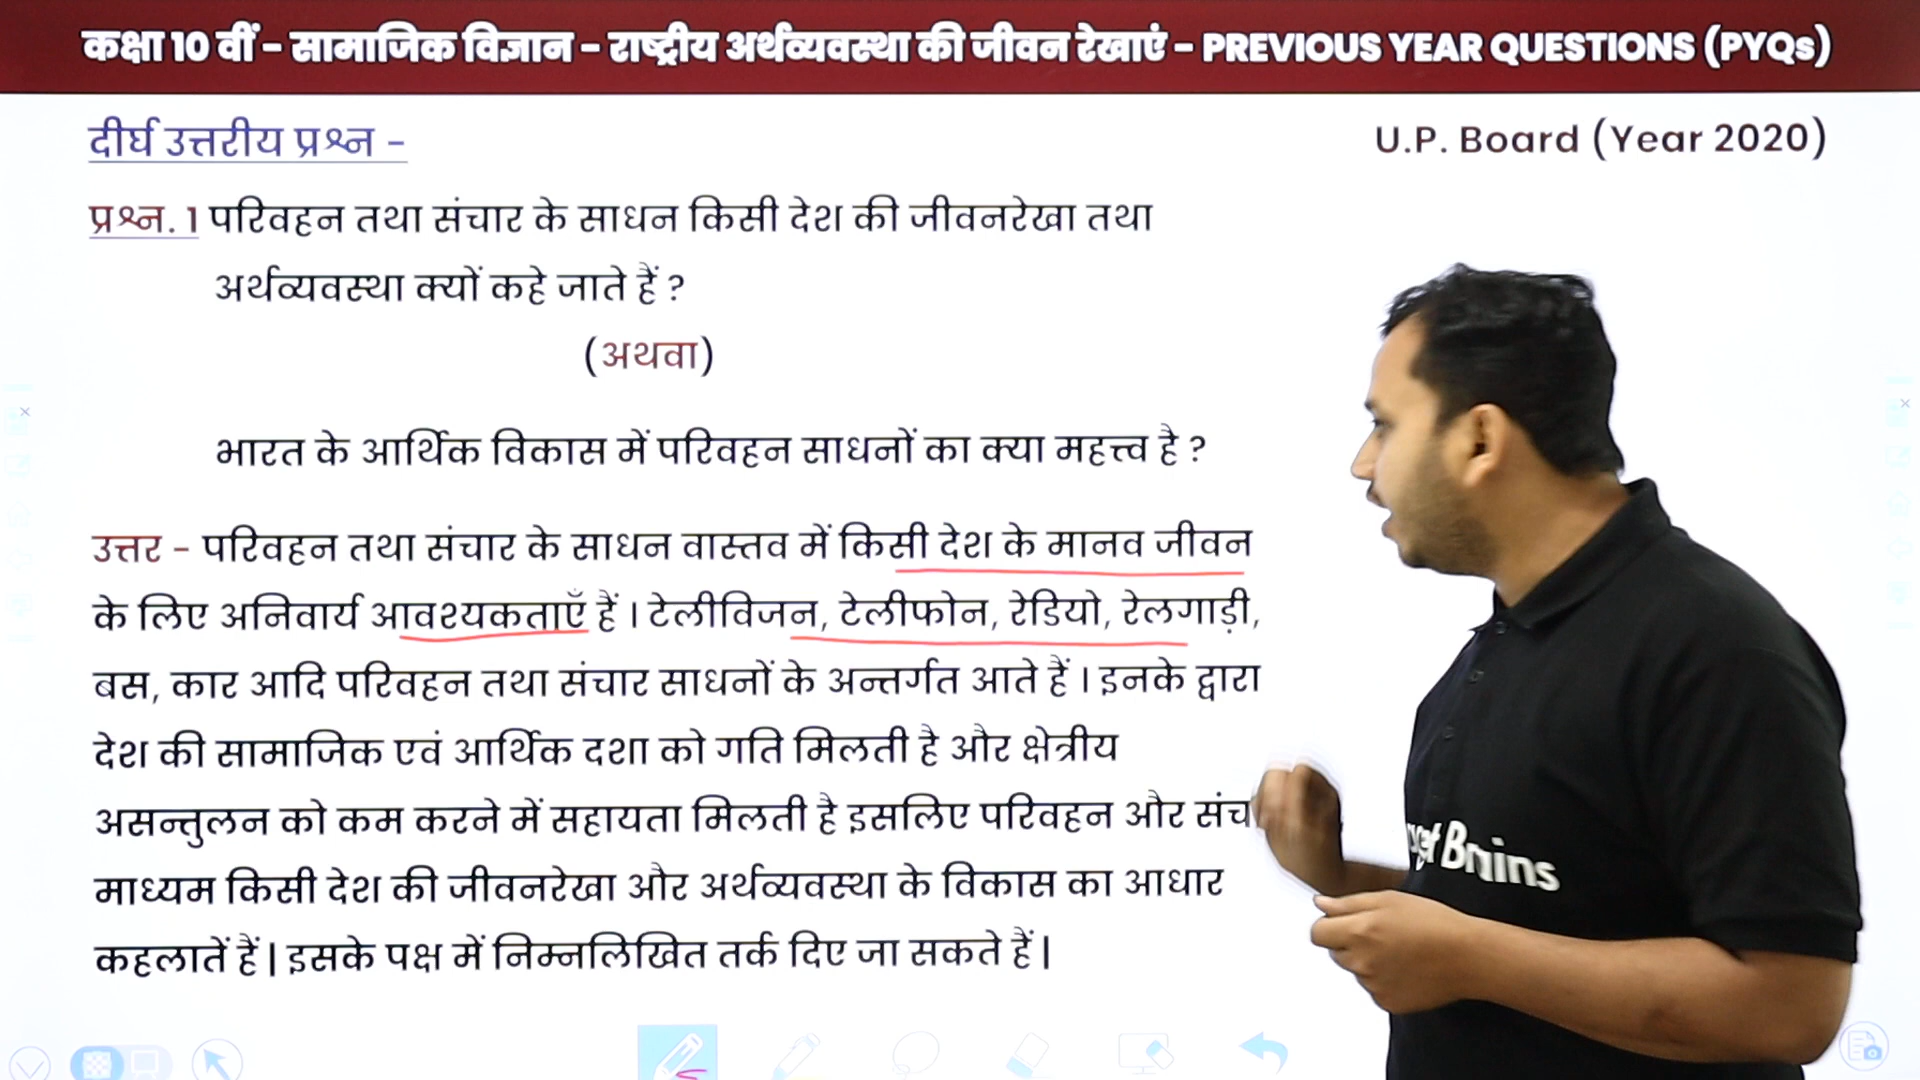 कक्षा 10 वीं - सामाजिक विज्ञान - राष्ट्रीय अर्थव्यवस्था की जीवन रेखाएं - PREVIOUS YEAR QUESTIONS (PYQs)
दीर्घ उत्तरीय प्रश्न -
U.P. Board (Year 2020)
प्रश्न. 1 परिवहन तथा संचार के साधन किसी देश की जीवनरेखा तथा
अर्थव्यवस्था क्यों कहे जाते हैं ?
(अथवा)
भारत के आर्थिक विकास में परिवहन साधनों का क्या महत्त्व है ?
उत्तर - परिवहन तथा संचार के साधन वास्तव में किसी देश के मानव जीवन
के लिए अनिवार्य आवश्यकताएँ हैं । टेलीविजन, टेलीफोन, रेडियो, रेलगाड़ी,
बस, कार आदि परिवहन तथा संचार साधनों के अन्तर्गत आते हैं । इनके द्वारा
देश की सामाजिक एवं आर्थिक दशा को गति मिलती है और क्षेत्रीय
असन्तुलन को कम करने में सहायता मिलती है इसलिए परिवहन और संच
माध्यम किसी देश की जीवनरेखा और अर्थव्यवस्था के विकास का आधार
कहलातें हैं | इसके पक्ष में निम्नलिखित तर्क दिए जा सकते हैं |
Brains